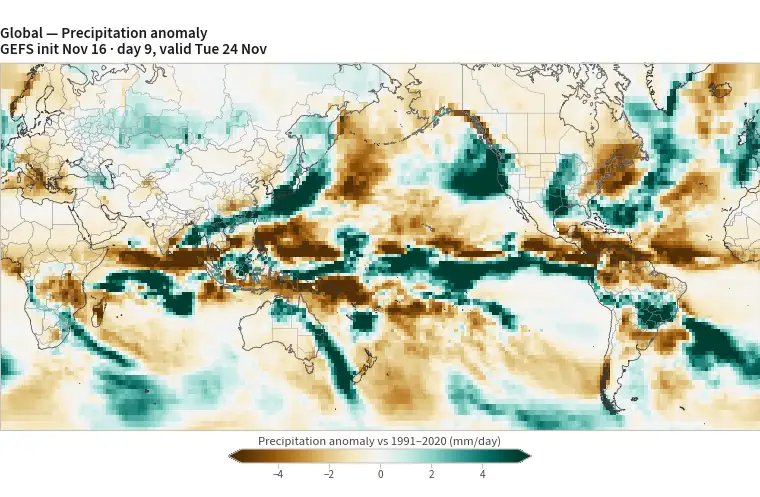 Global — Precipitation anomaly
GEFS init Nov 16 · day 9, valid Tue 24 Nov
Precipitation anomaly vs 1991–2020 (mm/day)
−4 −2 0 2 4